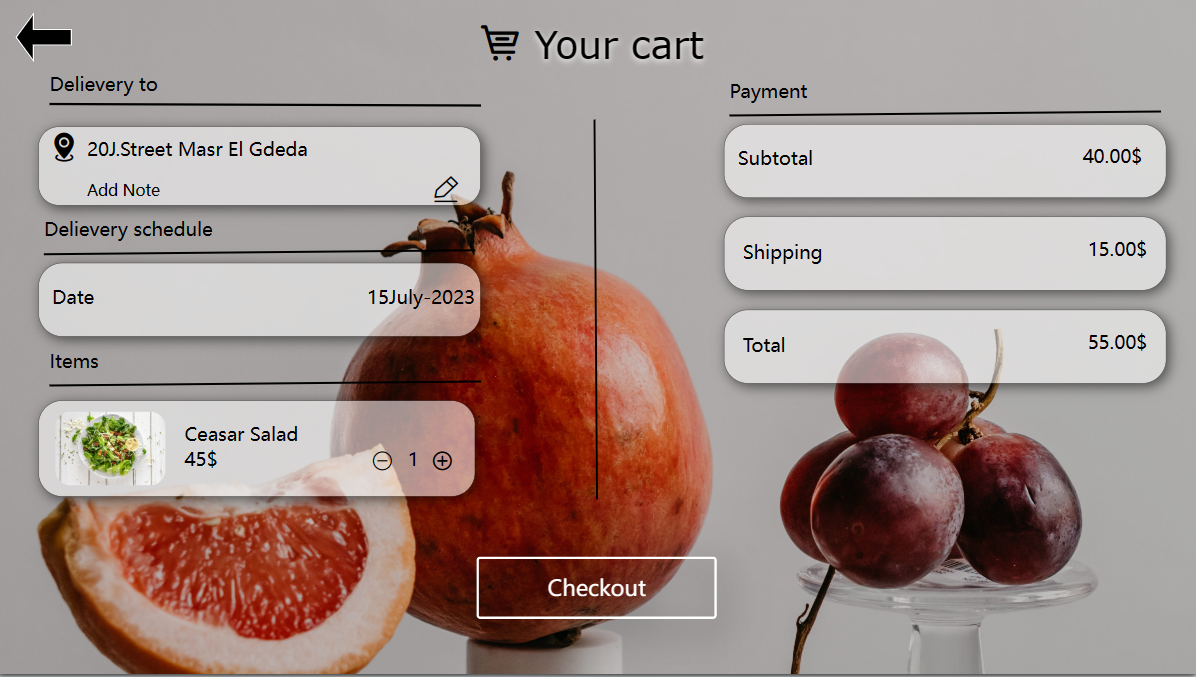 Your cart
Delievery to
20J.Street Masr El Gdeda
Add Note
Delievery schedule
Date 15July-2023
Items
Ceasar Salad
45$ 1
Payment
Subtotal 40.00$
Shipping 15.00$
Total 55.00$
Checkout